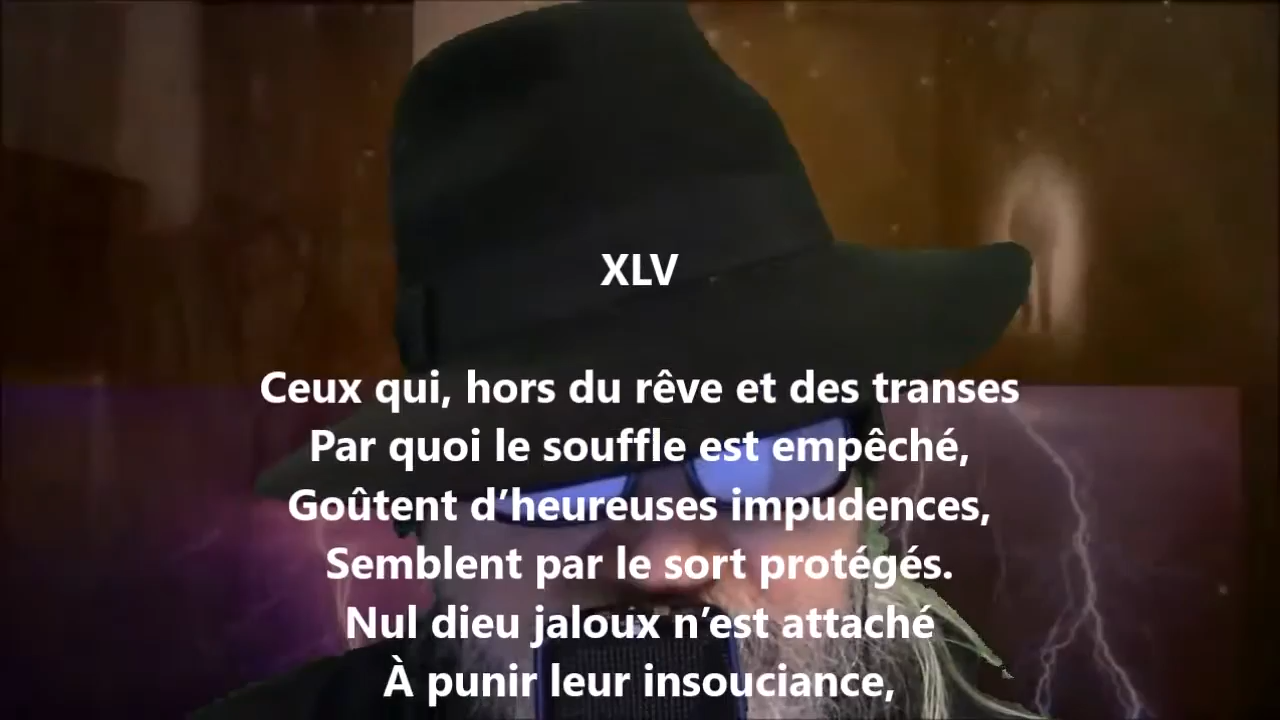 XLV
Ceux qui, hors du rêve et des transes
Par quoi le souffle est empêché,
Goûtent d’heureuses impudences,
Semblent par le sort protégés.
Nul dieu jaloux n’est attaché
À punir leur insouciance,